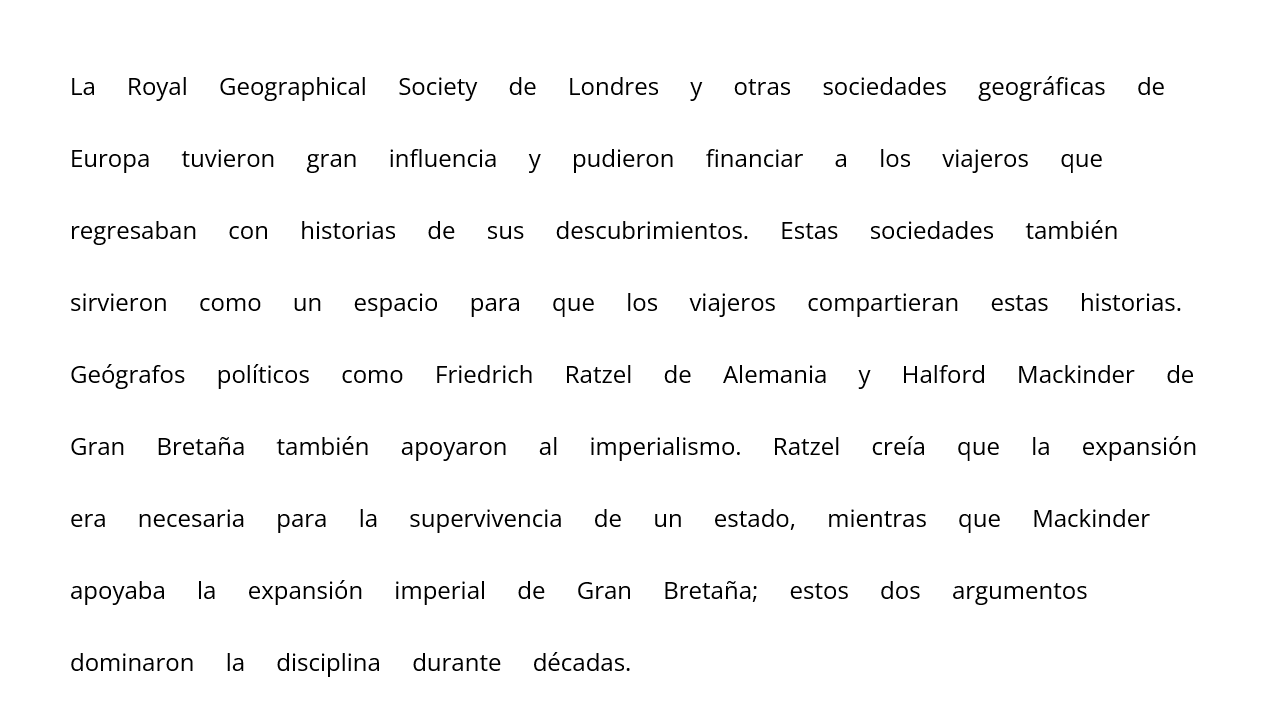 La Royal Geographical Society de Londres y otras sociedades geográficas de
Europa tuvieron gran influencia y pudieron financiar a los viajeros que
regresaban con historias de sus descubrimientos. Estas sociedades también
sirvieron como un espacio para que los viajeros compartieran estas historias.
Geógrafos políticos como Friedrich Ratzel de Alemania y Halford Mackinder de
Gran Bretaña también apoyaron al imperialismo. Ratzel creía que la expansión
era necesaria para la supervivencia de un estado, mientras que Mackinder
apoyaba la expansión imperial de Gran Bretaña; estos dos argumentos
dominaron la disciplina durante décadas.